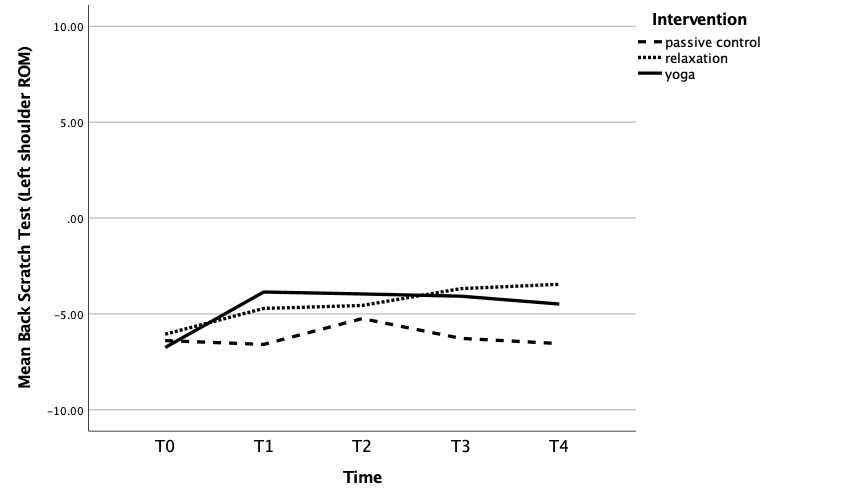 Intervention
passive control
relaxation
yoga
Mean Back Scratch Test (Left shoulder ROM)
10.00
5.00
.00
−5.00
−10.00
T0 T1 T2 T3 T4
Time